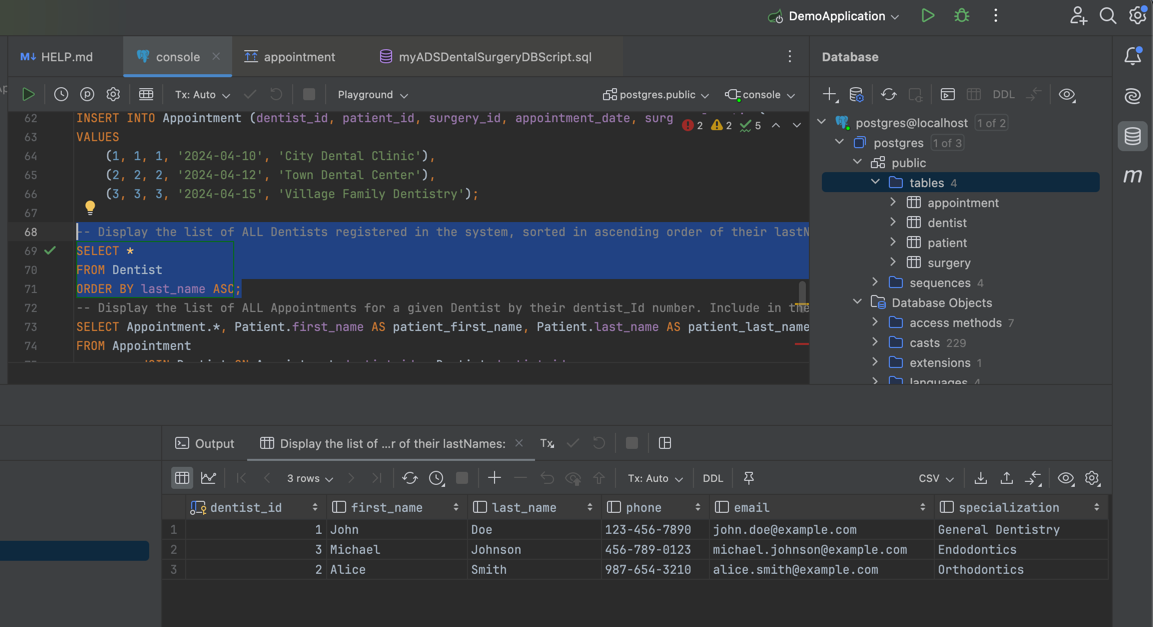 DemoApplication
M↓ HELP.md
console
appointment
myADSDentalSurgeryDBScript.sql
Database
Tx: Auto
Playground
postgres.public
console
DDL
62 INSERT INTO Appointment (dentist_id, patient_id, surgery_id, appointment_date, surg
2 2 5
63 VALUES
64 (1, 1, 1, '2024-04-10', 'City Dental Clinic'),
65 (2, 2, 2, '2024-04-12', 'Town Dental Center'),
66 (3, 3, 3, '2024-04-15', 'Village Family Dentistry');
67
68 -- Display the list of ALL Dentists registered in the system, sorted in ascending order of their lastN
69 SELECT *
70 FROM Dentist
71 ORDER BY last_name ASC;
72 -- Display the list of ALL Appointments for a given Dentist by their dentist_Id number. Include in the
73 SELECT Appointment.*, Patient.first_name AS patient_first_name, Patient.last_name AS patient_last_name
74 FROM Appointment
postgres@localhost 1 of 2
postgres 1 of 3
public
tables 4
appointment
dentist
patient
surgery
sequences 4
Database Objects
access methods 7
casts 229
extensions 1
languages 4
m
Output
Display the list of ...r of their lastNames:
Tx
3 rows
Tx: Auto
DDL
CSV
dentist_id first_name last_name phone email specialization
1 1 John Doe 123-456-7890 john.doe@example.com General Dentistry
2 3 Michael Johnson 456-789-0123 michael.johnson@example.com Endodontics
3 2 Alice Smith 987-654-3210 alice.smith@example.com Orthodontics